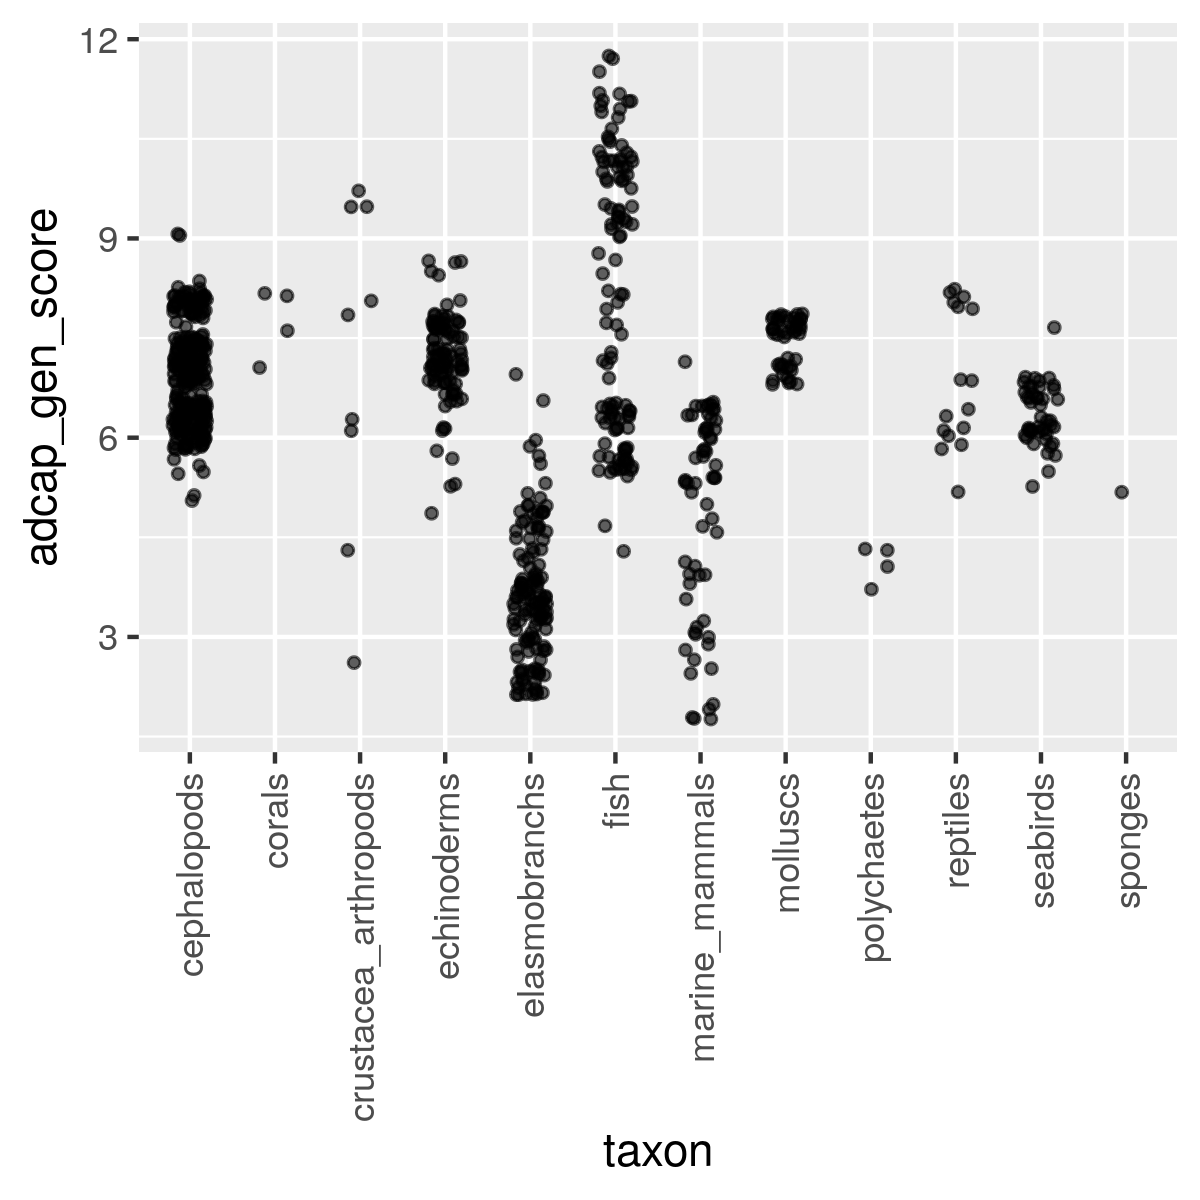 adcap_gen_score
12
9
6
3
cephalopods
corals
crustacea_arthropods
echinoderms
elasmobranchs
fish
marine_mammals
molluscs
polychaetes
reptiles
seabirds
sponges
taxon